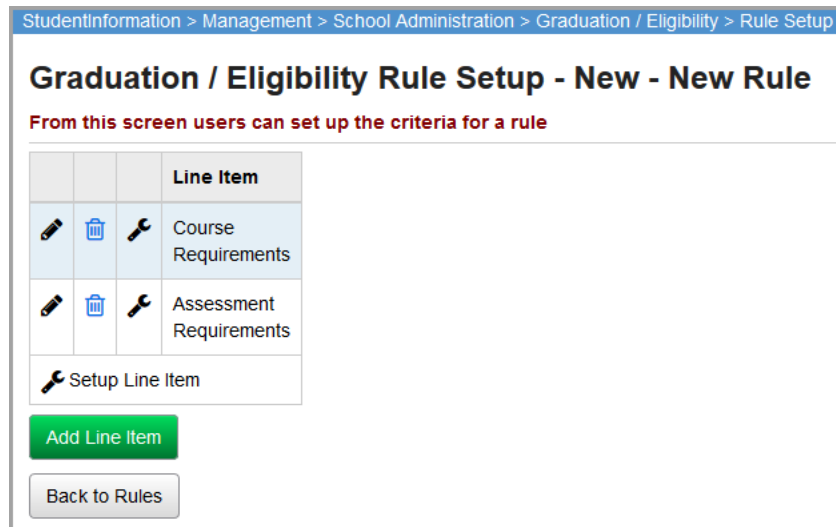 StudentInformation > Management > School Administration > Graduation / Eligibility > Rule Setup
Graduation / Eligibility Rule Setup - New - New Rule
From this screen users can set up the criteria for a rule
Line Item
Course
Requirements
Assessment
Requirements
Setup Line Item
Add Line Item
Back to Rules